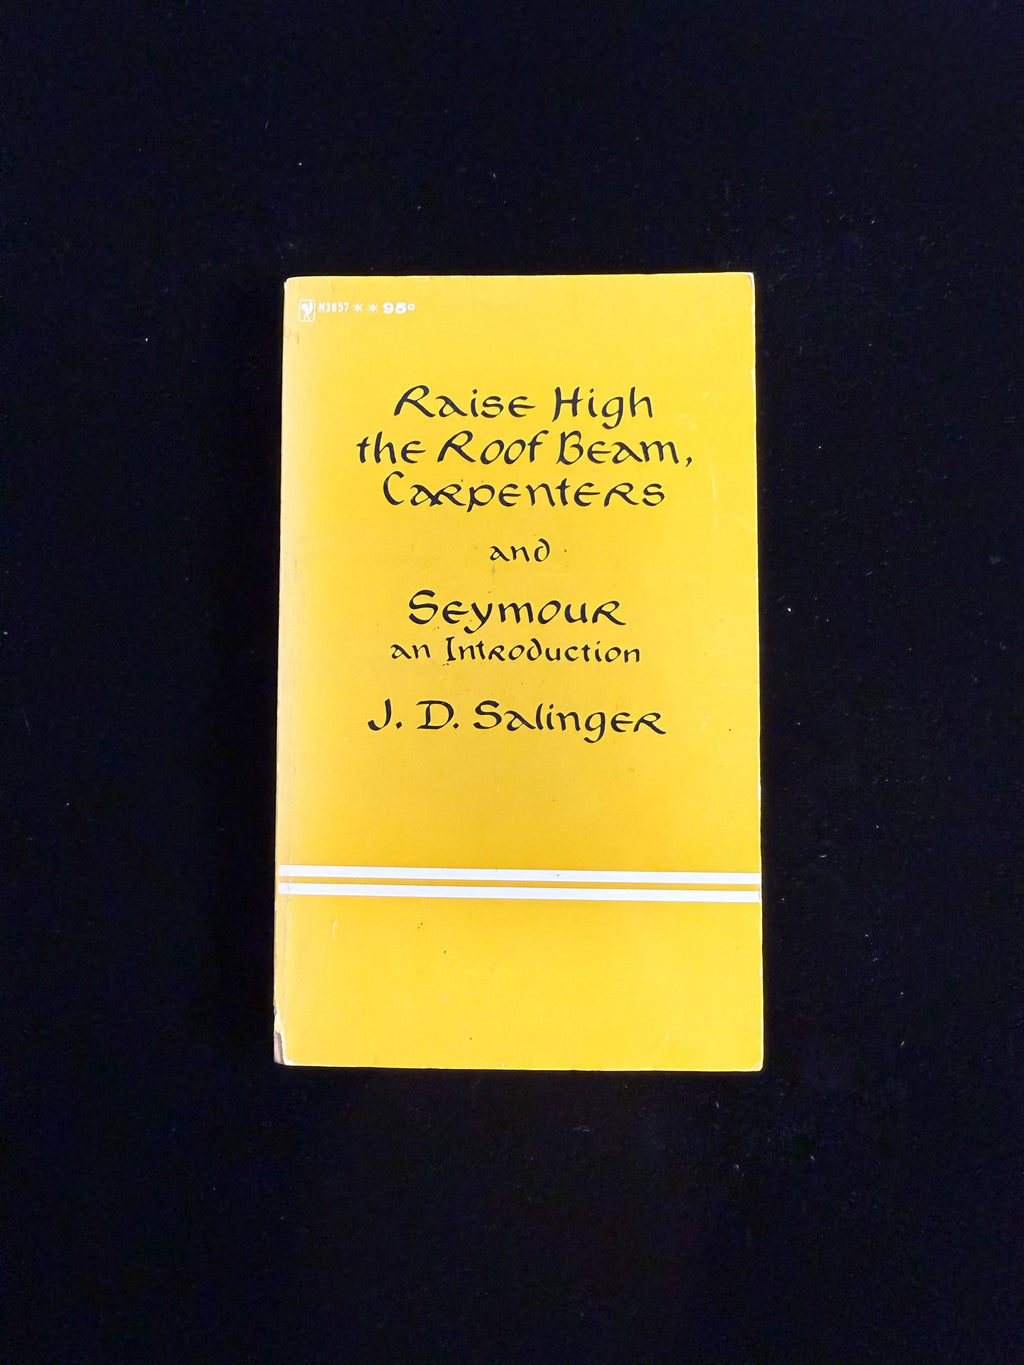 N3857 ** 95¢
Raise High
the Roof Beam,
Carpenters
and
Seymour
an Introduction
J. D. Salinger